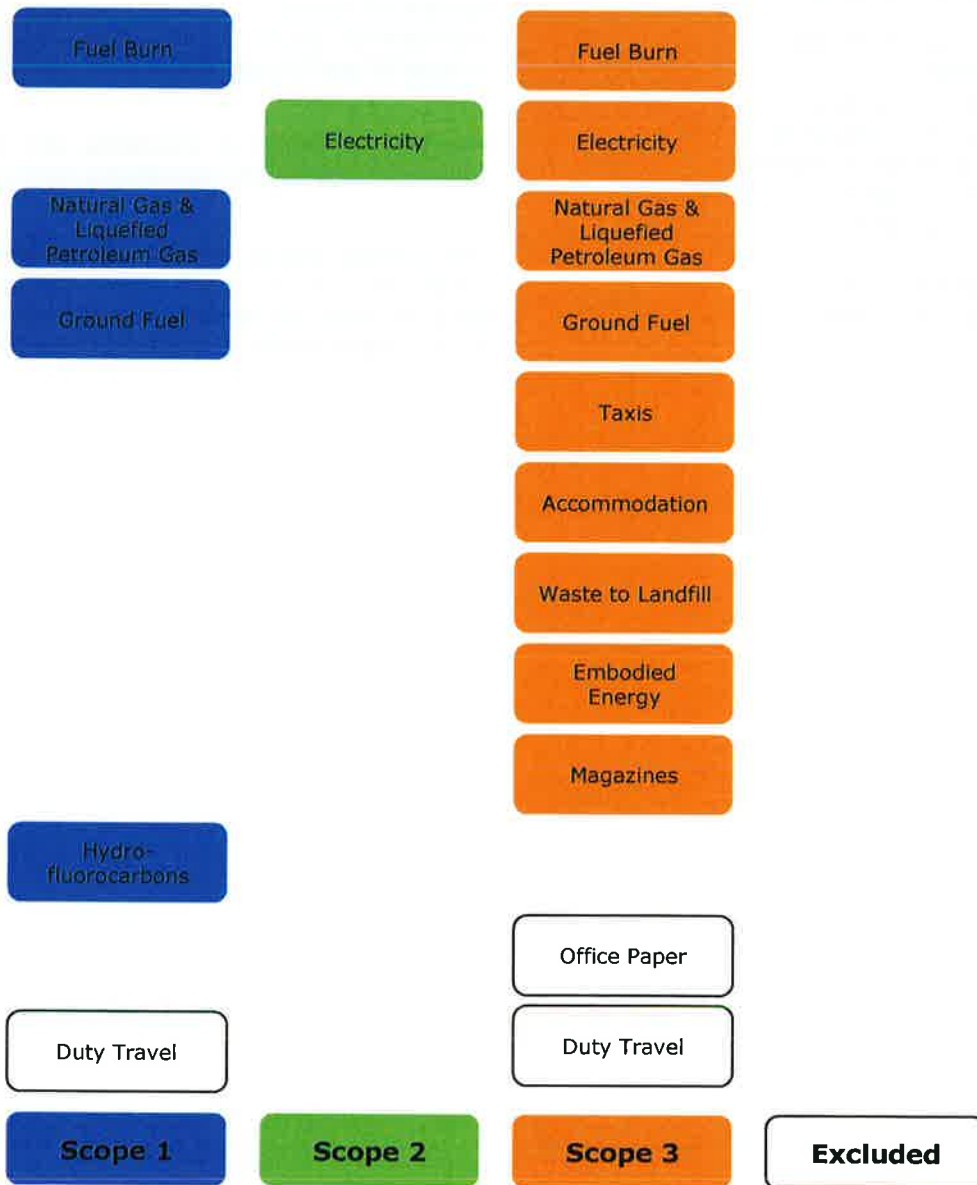 Fuel Burn
Fuel Burn
Electricity
Electricity
Natural Gas &
Liquefied
Petroleum Gas
Natural Gas &
Liquefied
Petroleum Gas
Ground Fuel
Ground Fuel
Taxis
Accommodation
Waste to Landfill
Embodied
Energy
Magazines
Hydro-
fluorocarbons
Office Paper
Duty Travel
Duty Travel
Scope 1
Scope 2
Scope 3
Excluded